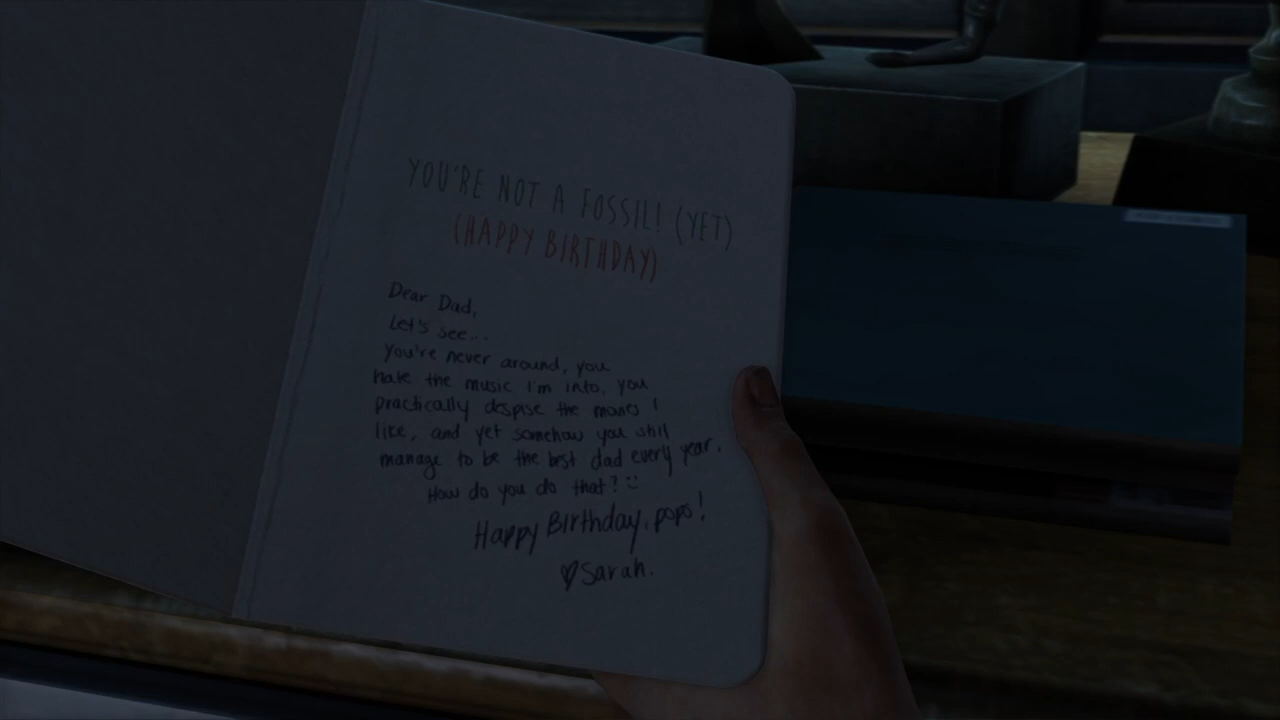 YOU'RE NOT A FOSSIL! (YET)
(HAPPY BIRTHDAY)
Dear Dad,
Let's see...
You're never around, you
hate the music I'm into, you
practically despise the movies I
like, and yet somehow you still
manage to be the best dad every year.
How do you do that? :)
Happy Birthday, pops!
♡ Sarah.